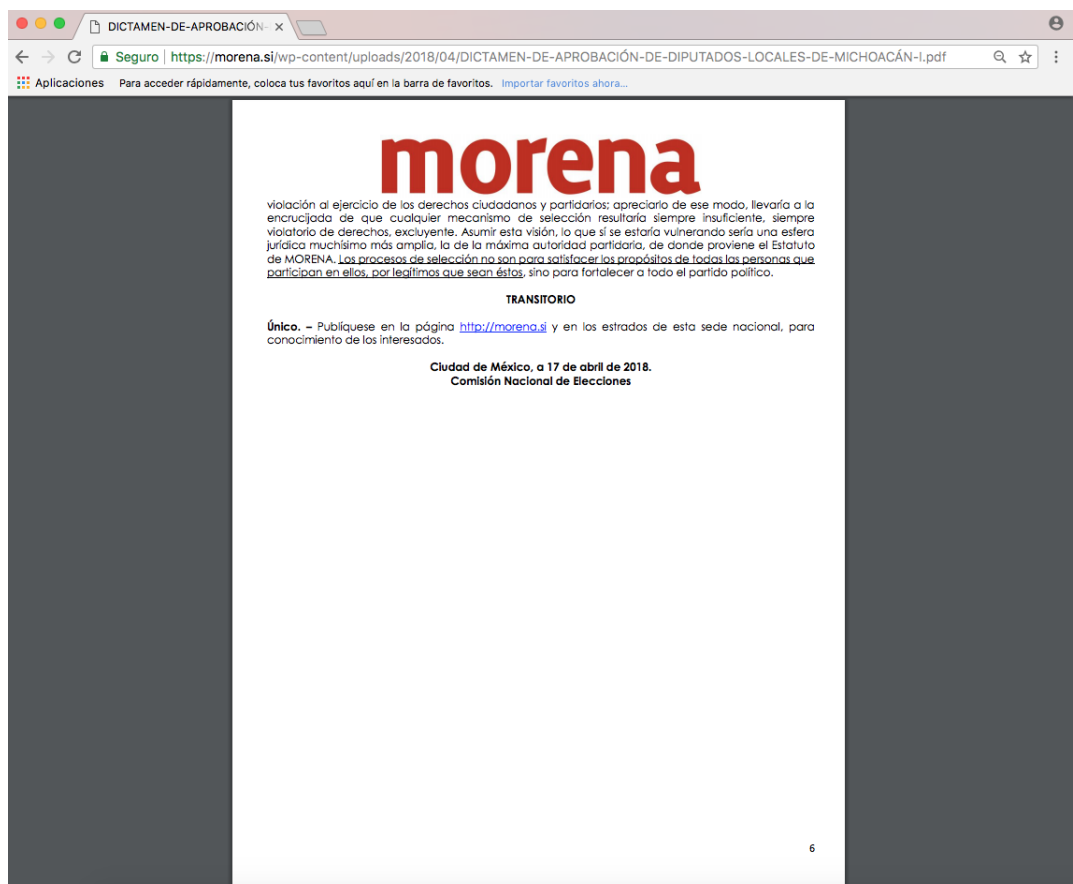 DICTAMEN-DE-APROBACIÓN-
Seguro | https://morena.si/wp-content/uploads/2018/04/DICTAMEN-DE-APROBACIÓN-DE-DIPUTADOS-LOCALES-DE-MICHOACÁN-I.pdf
Aplicaciones Para acceder rápidamente, coloca tus favoritos aquí en la barra de favoritos. Importar favoritos ahora...
morena
violación al ejercicio de los derechos ciudadanos y partidarios; apreciarlo de ese modo, llevaría a la
encrucijada de que cualquier mecanismo de selección resultaría siempre insuficiente, siempre
violatorio de derechos, excluyente. Asumir esta visión, lo que sí se estaría vulnerando sería una esfera
jurídica muchísimo más amplia, la de la máxima autoridad partidaria, de donde proviene el Estatuto
de MORENA. Los procesos de selección no son para satisfacer los propósitos de todas las personas que
participan en ellos, por legítimos que sean éstos, sino para fortalecer a todo el partido político.
TRANSITORIO
Único. – Publíquese en la página http://morena.si y en los estrados de esta sede nacional, para
conocimiento de los interesados.
Ciudad de México, a 17 de abril de 2018.
Comisión Nacional de Elecciones
6